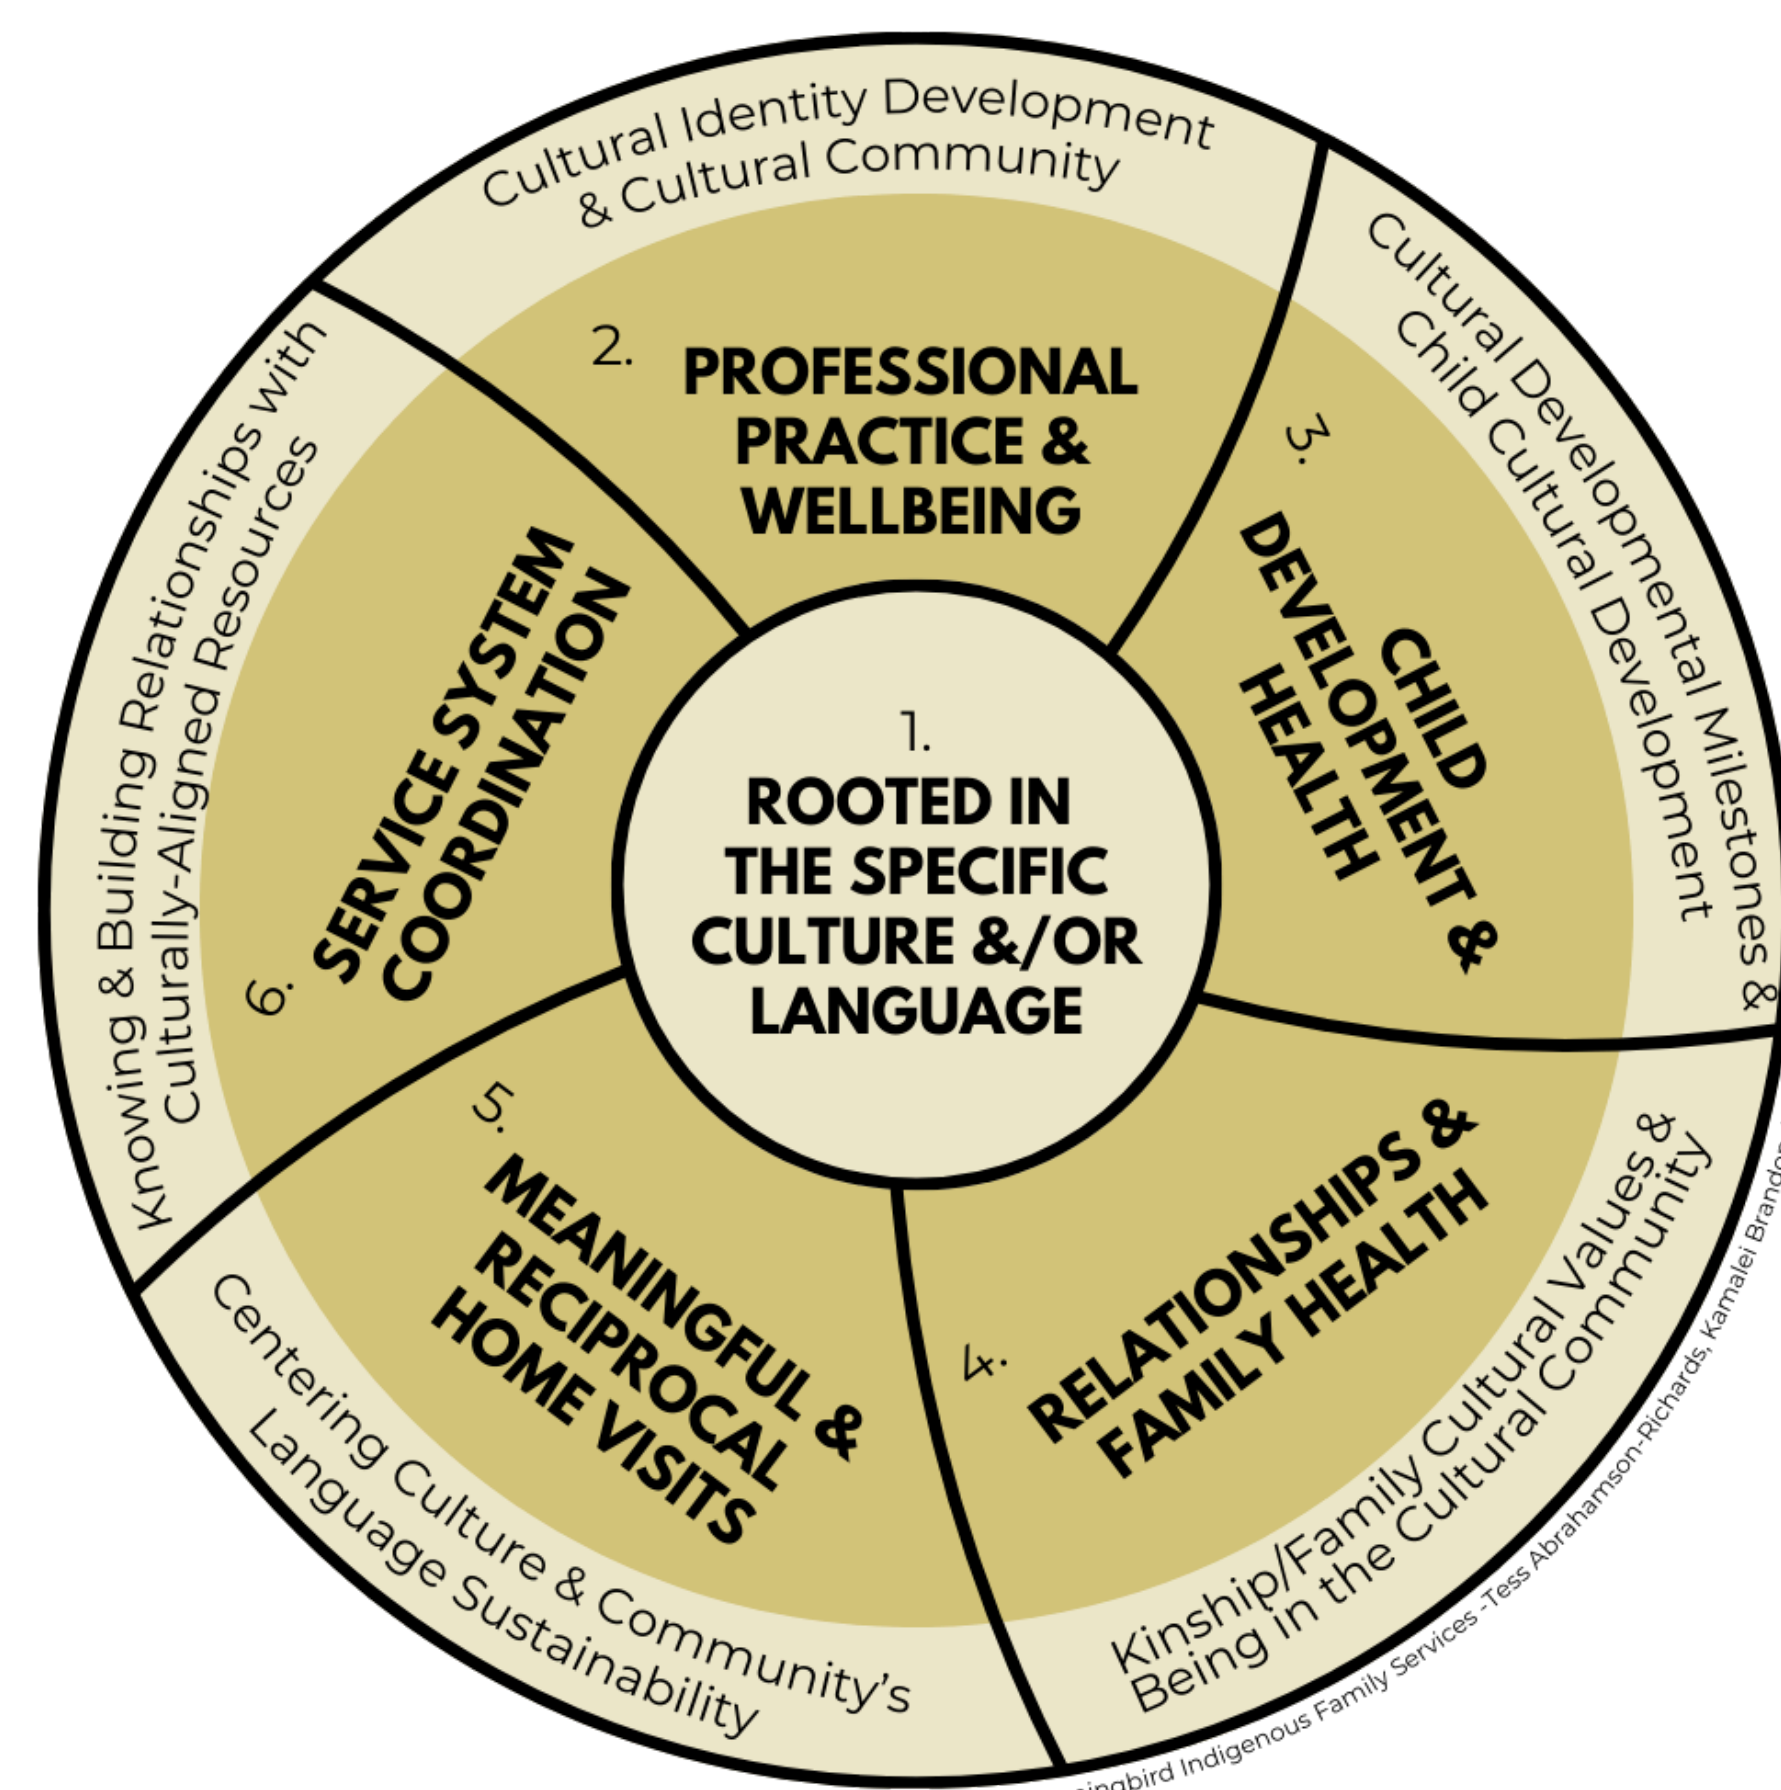 1.
ROOTED IN
THE SPECIFIC
CULTURE &/OR
LANGUAGE
2.
PROFESSIONAL
PRACTICE &
WELLBEING
Cultural Identity Development
& Cultural Community
3.
CHILD
DEVELOPMENT &
HEALTH
Cultural Developmental Milestones &
Child Cultural Development
4.
RELATIONSHIPS &
FAMILY HEALTH
Kinship/Family Cultural Values &
Being in the Cultural Community
5.
MEANINGFUL &
RECIPROCAL
HOME VISITS
Centering Culture & Community’s
Language Sustainability
6.
SERVICE SYSTEM
COORDINATION
Knowing & Building Relationships with
Culturally-Aligned Resources
Indigenous Family Services -Tess Abrahamson-Richards, Kamalei